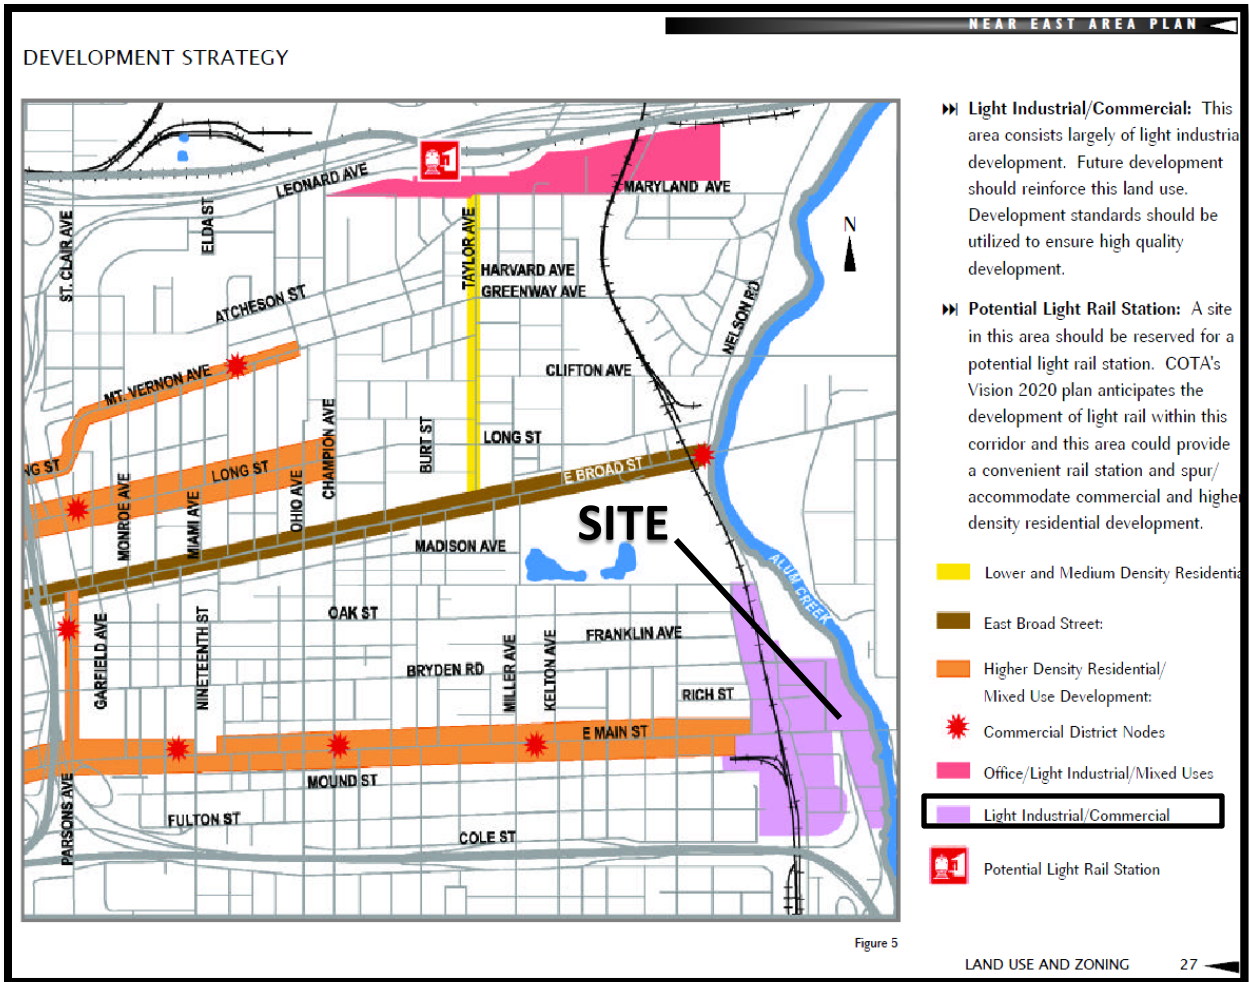 NEAR EAST AREA PLAN
DEVELOPMENT STRATEGY
LEONARD AVE
MARYLAND AVE
ST. CLAIR AVE
ELDA ST
TAYLOR AVE
N
HARVARD AVE
GREENWAY AVE
ATCHESON ST
NELSON RD
CLIFTON AVE
MT. VERNON AVE
CHAMPION AVE
BURT ST
LONG ST
NG ST
LONG ST
E BROAD ST
MONROE AVE
MIAMI AVE
OHIO AVE
SITE
MADISON AVE
ALUM CREEK
OAK ST
FRANKLIN AVE
GARFIELD AVE
NINETEENTH ST
BRYDEN RD
MILLER AVE
KELTON AVE
RICH ST
E MAIN ST
MOUND ST
PARSONS AVE
FULTON ST
COLE ST
Light Industrial/Commercial: This
area consists largely of light industria
development. Future development
should reinforce this land use.
Development standards should be
utilized to ensure high quality
development.
Potential Light Rail Station: A site
in this area should be reserved for a
potential light rail station. COTA's
Vision 2020 plan anticipates the
development of light rail within this
corridor and this area could provide
a convenient rail station and spur/
accommodate commercial and higher
density residential development.
Lower and Medium Density Residentia
East Broad Street:
Higher Density Residential/
Mixed Use Development:
Commercial District Nodes
Office/Light Industrial/Mixed Uses
Light Industrial/Commercial
Potential Light Rail Station
Figure 5
LAND USE AND ZONING 27